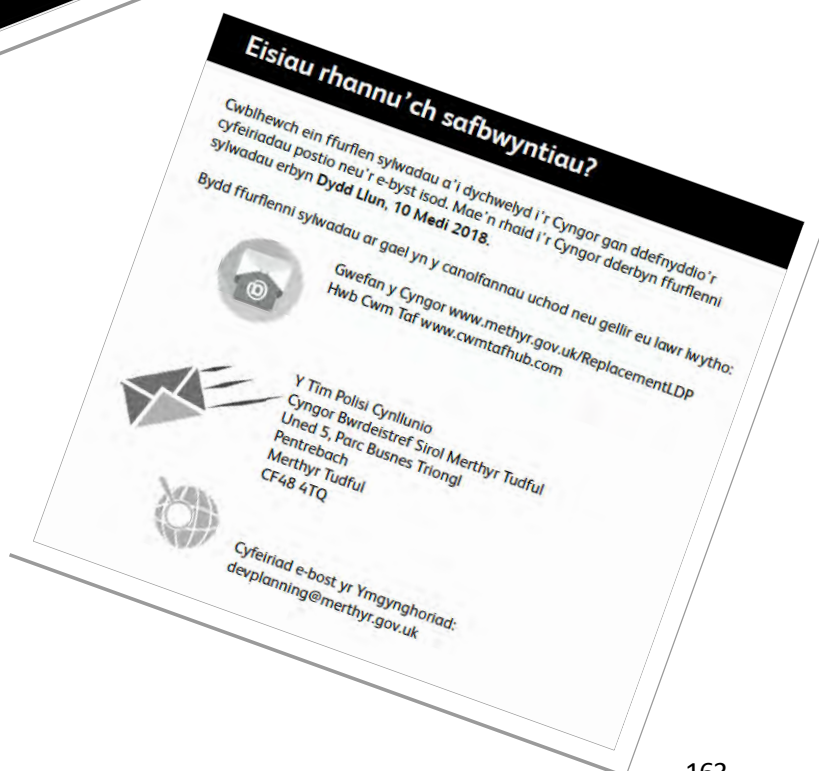 Eisiau rhannu'ch safbwyntiau?
Cwblhewch ein ffurflen sylwadau a'i dychwelyd i'r Cyngor gan ddefnyddio'r
cyfeiriadau postio neu'r e-byst isod. Mae'n rhaid i'r Cyngor dderbyn ffurflenni
sylwadau erbyn Dydd Llun, 10 Medi 2018.
Bydd ffurflenni sylwadau ar gael yn y canolfannau uchod neu gellir eu lawr lwytho:
Gwefan y Cyngor www.methyr.gov.uk/ReplacementLDP
Hwb Cwm Taf www.cwmtafhub.com
Y Tîm Polisi Cynllunio
Cyngor Bwrdeistref Sirol Merthyr Tudful
Uned 5, Parc Busnes Triongl
Pentrebach
Merthyr Tudful
CF48 4TQ
Cyfeiriad e-bost yr Ymgynghoriad:
devplanning@merthyr.gov.uk